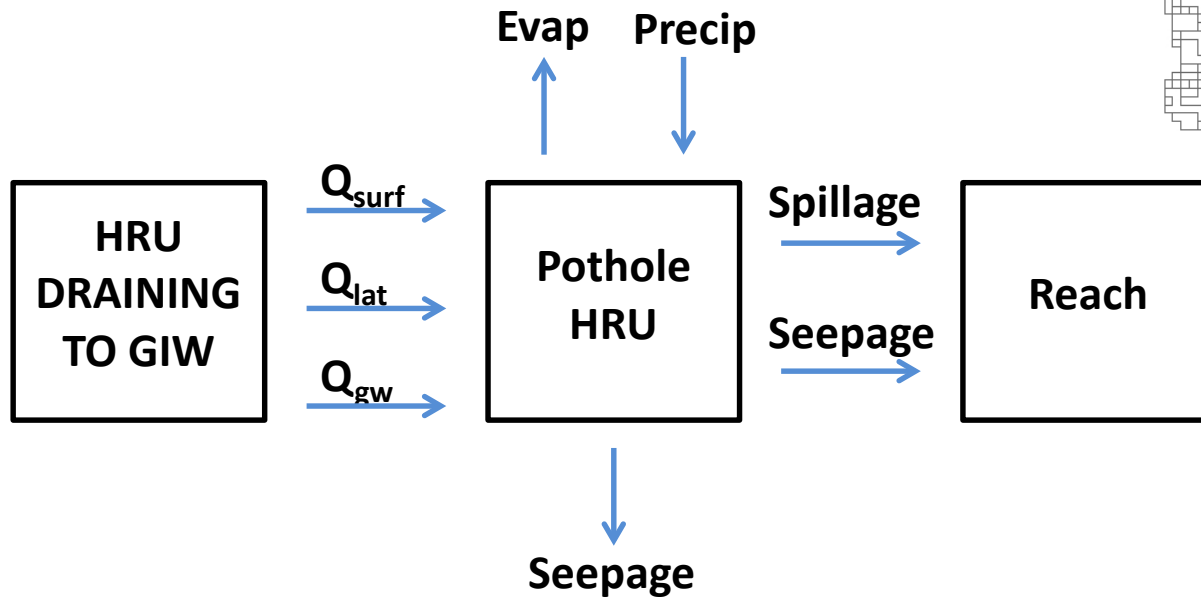 Evap
Precip
HRU
DRAINING
TO GIW
Qsurf
Qlat
Qgw
Pothole
HRU
Spillage
Seepage
Reach
Seepage